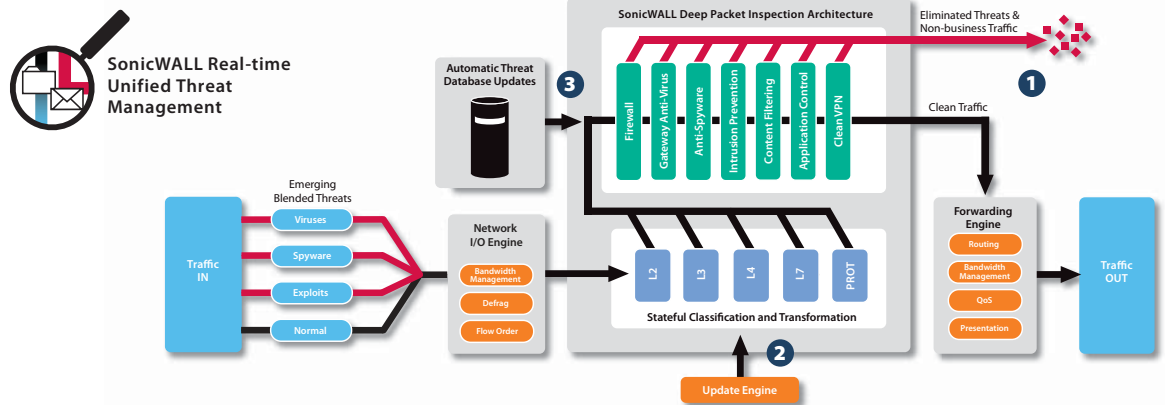 SonicWALL Real-time
Unified Threat
Management
SonicWALL Deep Packet Inspection Architecture
Eliminated Threats &
Non-business Traffic
1
Automatic Threat
Database Updates
3
Firewall
Gateway Anti-Virus
Anti-Spyware
Intrusion Prevention
Content Filtering
Application Control
Clean VPN
Clean Traffic
Emerging
Blended Threats
Traffic
IN
Viruses
Spyware
Exploits
Normal
Network
I/O Engine
Bandwidth
Management
Defrag
Flow Order
L2
L3
L4
L7
PROT
Stateful Classification and Transformation
2
Update Engine
Forwarding
Engine
Routing
Bandwidth
Management
QoS
Presentation
Traffic
OUT